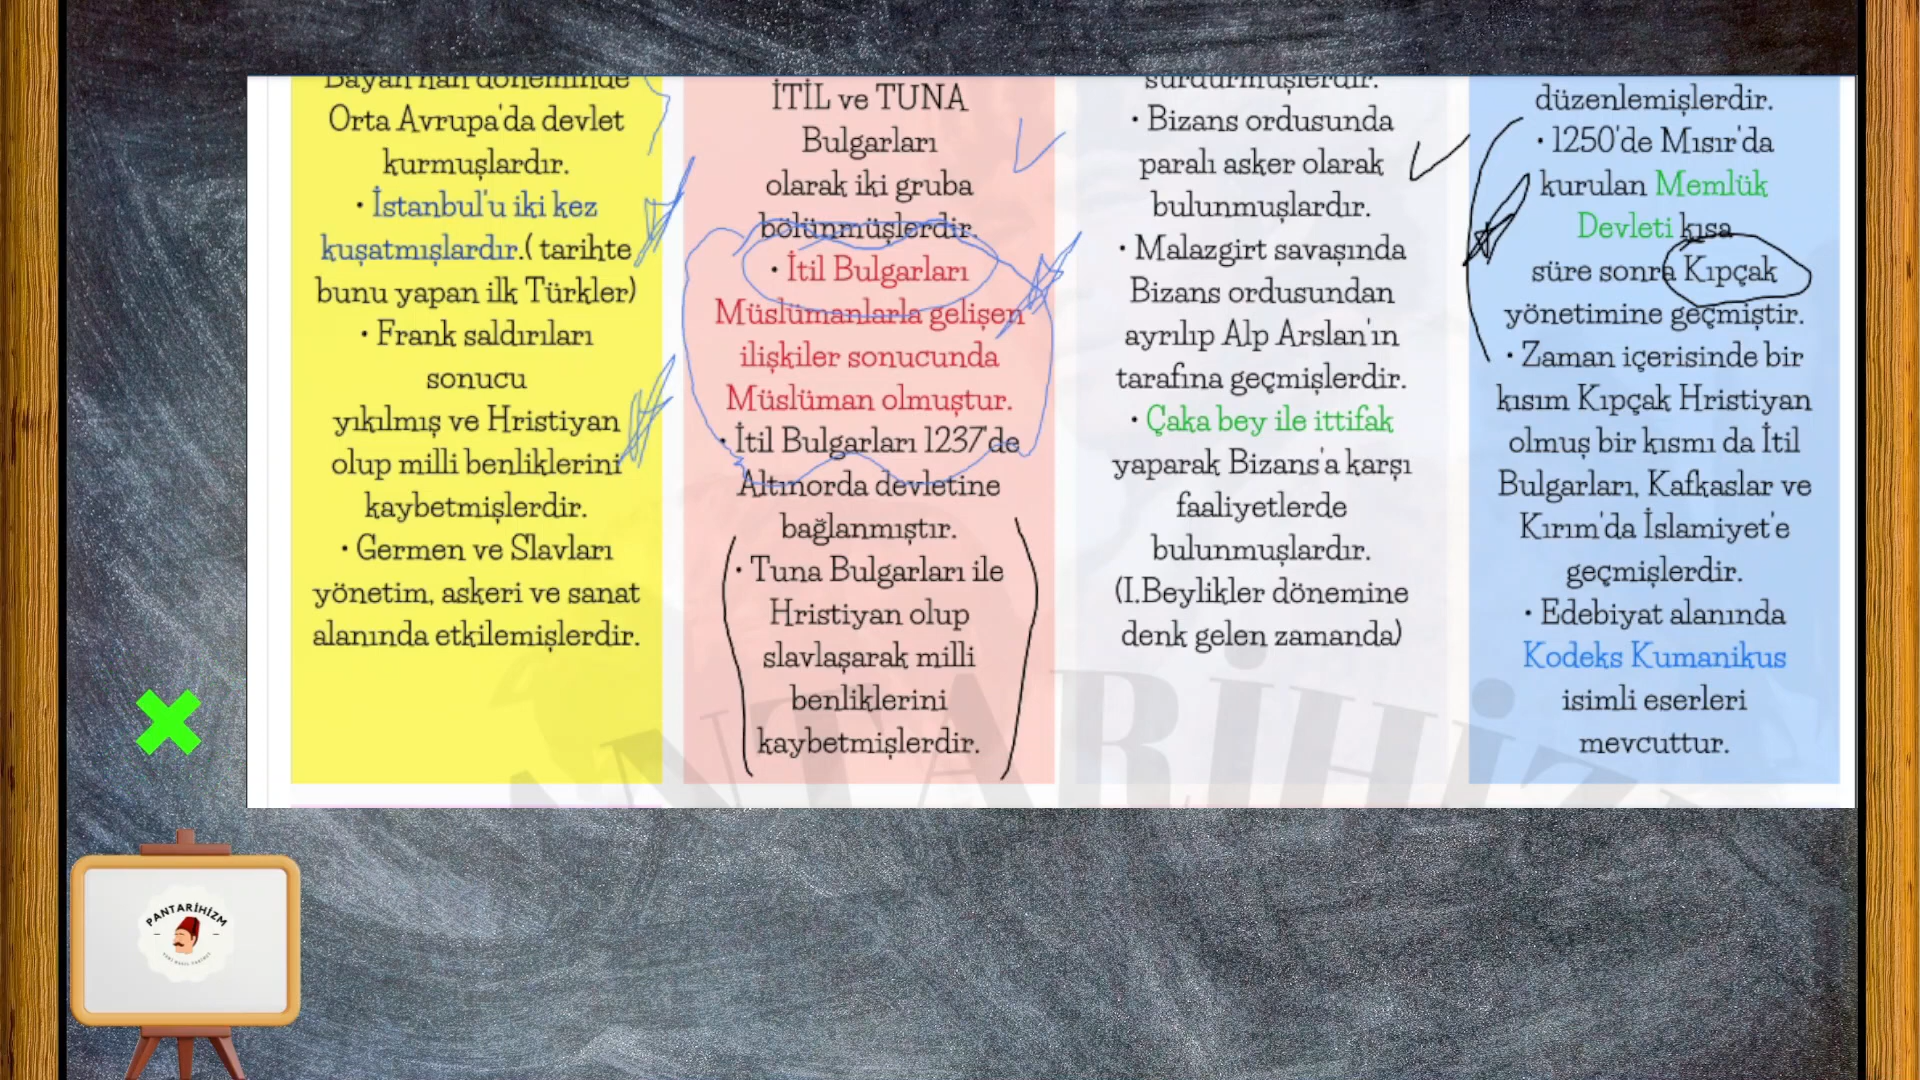 Bayan han döneminde
Orta Avrupa'da devlet
kurmuşlardır.
• İstanbul'u iki kez
kuşatmışlardır.( tarihte
bunu yapan ilk Türkler)
• Frank saldırıları
sonucu
yıkılmış ve Hristiyan
olup milli benliklerini
kaybetmişlerdir.
• Germen ve Slavları
yönetim, askeri ve sanat
alanında etkilemişlerdir.
İTİL ve TUNA
Bulgarları
olarak iki gruba
bölünmüşlerdir.
• İtil Bulgarları
Müslümanlarla gelişen
ilişkiler sonucunda
Müslüman olmuştur.
• İtil Bulgarları 1237'de
Altınorda devletine
bağlanmıştır.
• Tuna Bulgarları ile
Hristiyan olup
slavlaşarak milli
benliklerini
kaybetmişlerdir.
sürdürmüşlerdir.
• Bizans ordusunda
paralı asker olarak
bulunmuşlardır.
• Malazgirt savaşında
Bizans ordusundan
ayrılıp Alp Arslan'ın
tarafına geçmişlerdir.
• Çaka bey ile ittifak
yaparak Bizans'a karşı
faaliyetlerde
bulunmuşlardır.
(I.Beylikler dönemine
denk gelen zamanda)
düzenlemişlerdir.
• 1250'de Mısır'da
kurulan Memlük
Devleti kısa
süre sonra Kıpçak
yönetimine geçmiştir.
• Zaman içerisinde bir
kısım Kıpçak Hristiyan
olmuş bir kısmı da İtil
Bulgarları, Kafkaslar ve
Kırım'da İslamiyet'e
geçmişlerdir.
• Edebiyat alanında
Kodeks Kumanikus
isimli eserleri
mevcuttur.
PANTARİHİZM